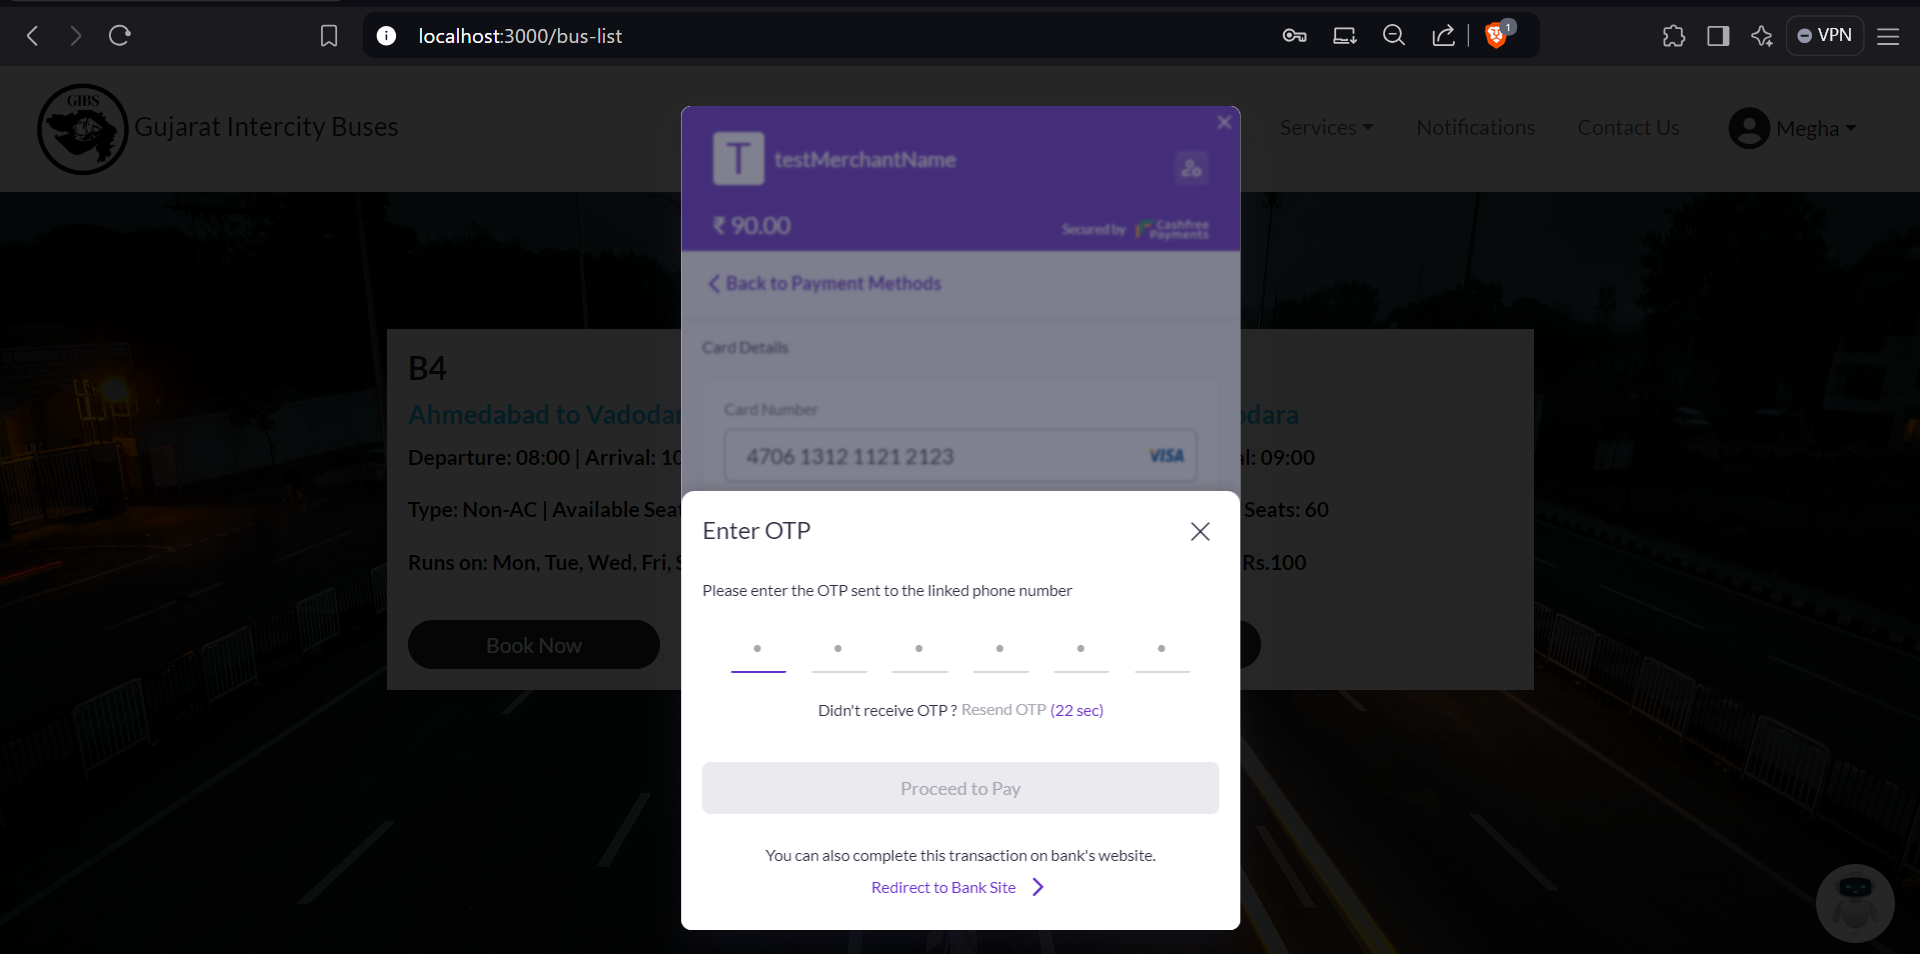 localhost:3000/bus-list
1
VPN
GIBS
Gujarat Intercity Buses
Services
Notifications
Contact Us
Megha
T
testMerchantName
₹ 90.00
Secured by
Cashfree
Payments
Back to Payment Methods
Card Details
Card Number
4706 1312 1121 2123
VISA
B4
Ahmedabad to Vadodar
Departure: 08:00 | Arrival: 10
Type: Non-AC | Available Sea
Runs on: Mon, Tue, Wed, Fri, S
Book Now
odara
al: 09:00
Seats: 60
Rs.100
Enter OTP
Please enter the OTP sent to the linked phone number
Didn't receive OTP ? Resend OTP (22 sec)
Proceed to Pay
You can also complete this transaction on bank's website.
Redirect to Bank Site